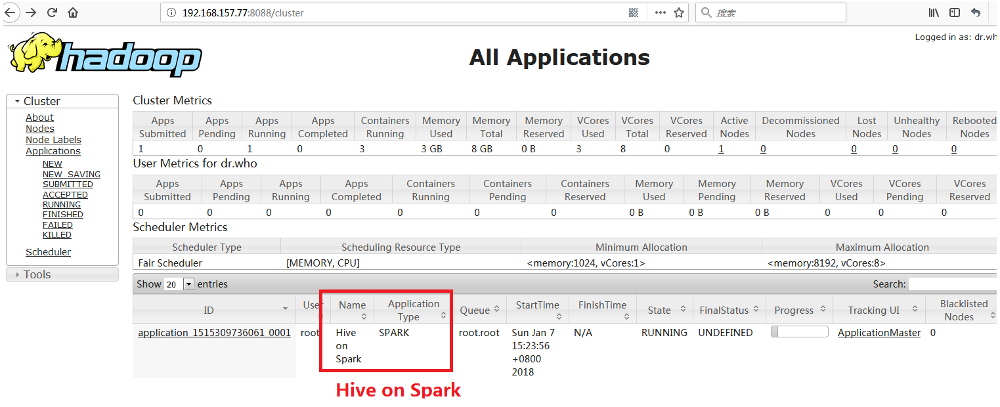 192.168.157.77:8088/cluster
搜索
Logged in as: dr.wh
hadoop
All Applications
Cluster
About
Nodes
Node Labels
Applications
NEW
NEW_SAVING
SUBMITTED
ACCEPTED
RUNNING
FINISHED
FAILED
KILLED
Scheduler
Tools
Cluster Metrics
Apps Submitted Apps Pending Apps Running Apps Completed Containers Running Memory Used Memory Total Memory Reserved VCores Used VCores Total VCores Reserved Active Nodes Decommissioned Nodes Lost Nodes Unhealthy Nodes Rebooted Nodes
1 0 1 0 3 3 GB 8 GB 0 B 3 8 0 1 0 0 0 0
User Metrics for dr.who
Apps Submitted Apps Pending Apps Running Apps Completed Containers Running Containers Pending Containers Reserved Memory Used Memory Pending Memory Reserved VCores Used VCores Pending VCores Reserved
0 0 0 0 0 0 0 0 B 0 B 0 B 0 0 0
Scheduler Metrics
Scheduler Type Scheduling Resource Type Minimum Allocation Maximum Allocation
Fair Scheduler [MEMORY, CPU] <memory:1024, vCores:1> <memory:8192, vCores:8>
Show 20 entries Search:
ID User Name Application Type Queue StartTime FinishTime State FinalStatus Progress Tracking UI Blacklisted Nodes
application_1515309736061_0001 root Hive on Spark SPARK root.root Sun Jan 7 15:23:56 +0800 2018 N/A RUNNING UNDEFINED ApplicationMaster 0
Hive on Spark